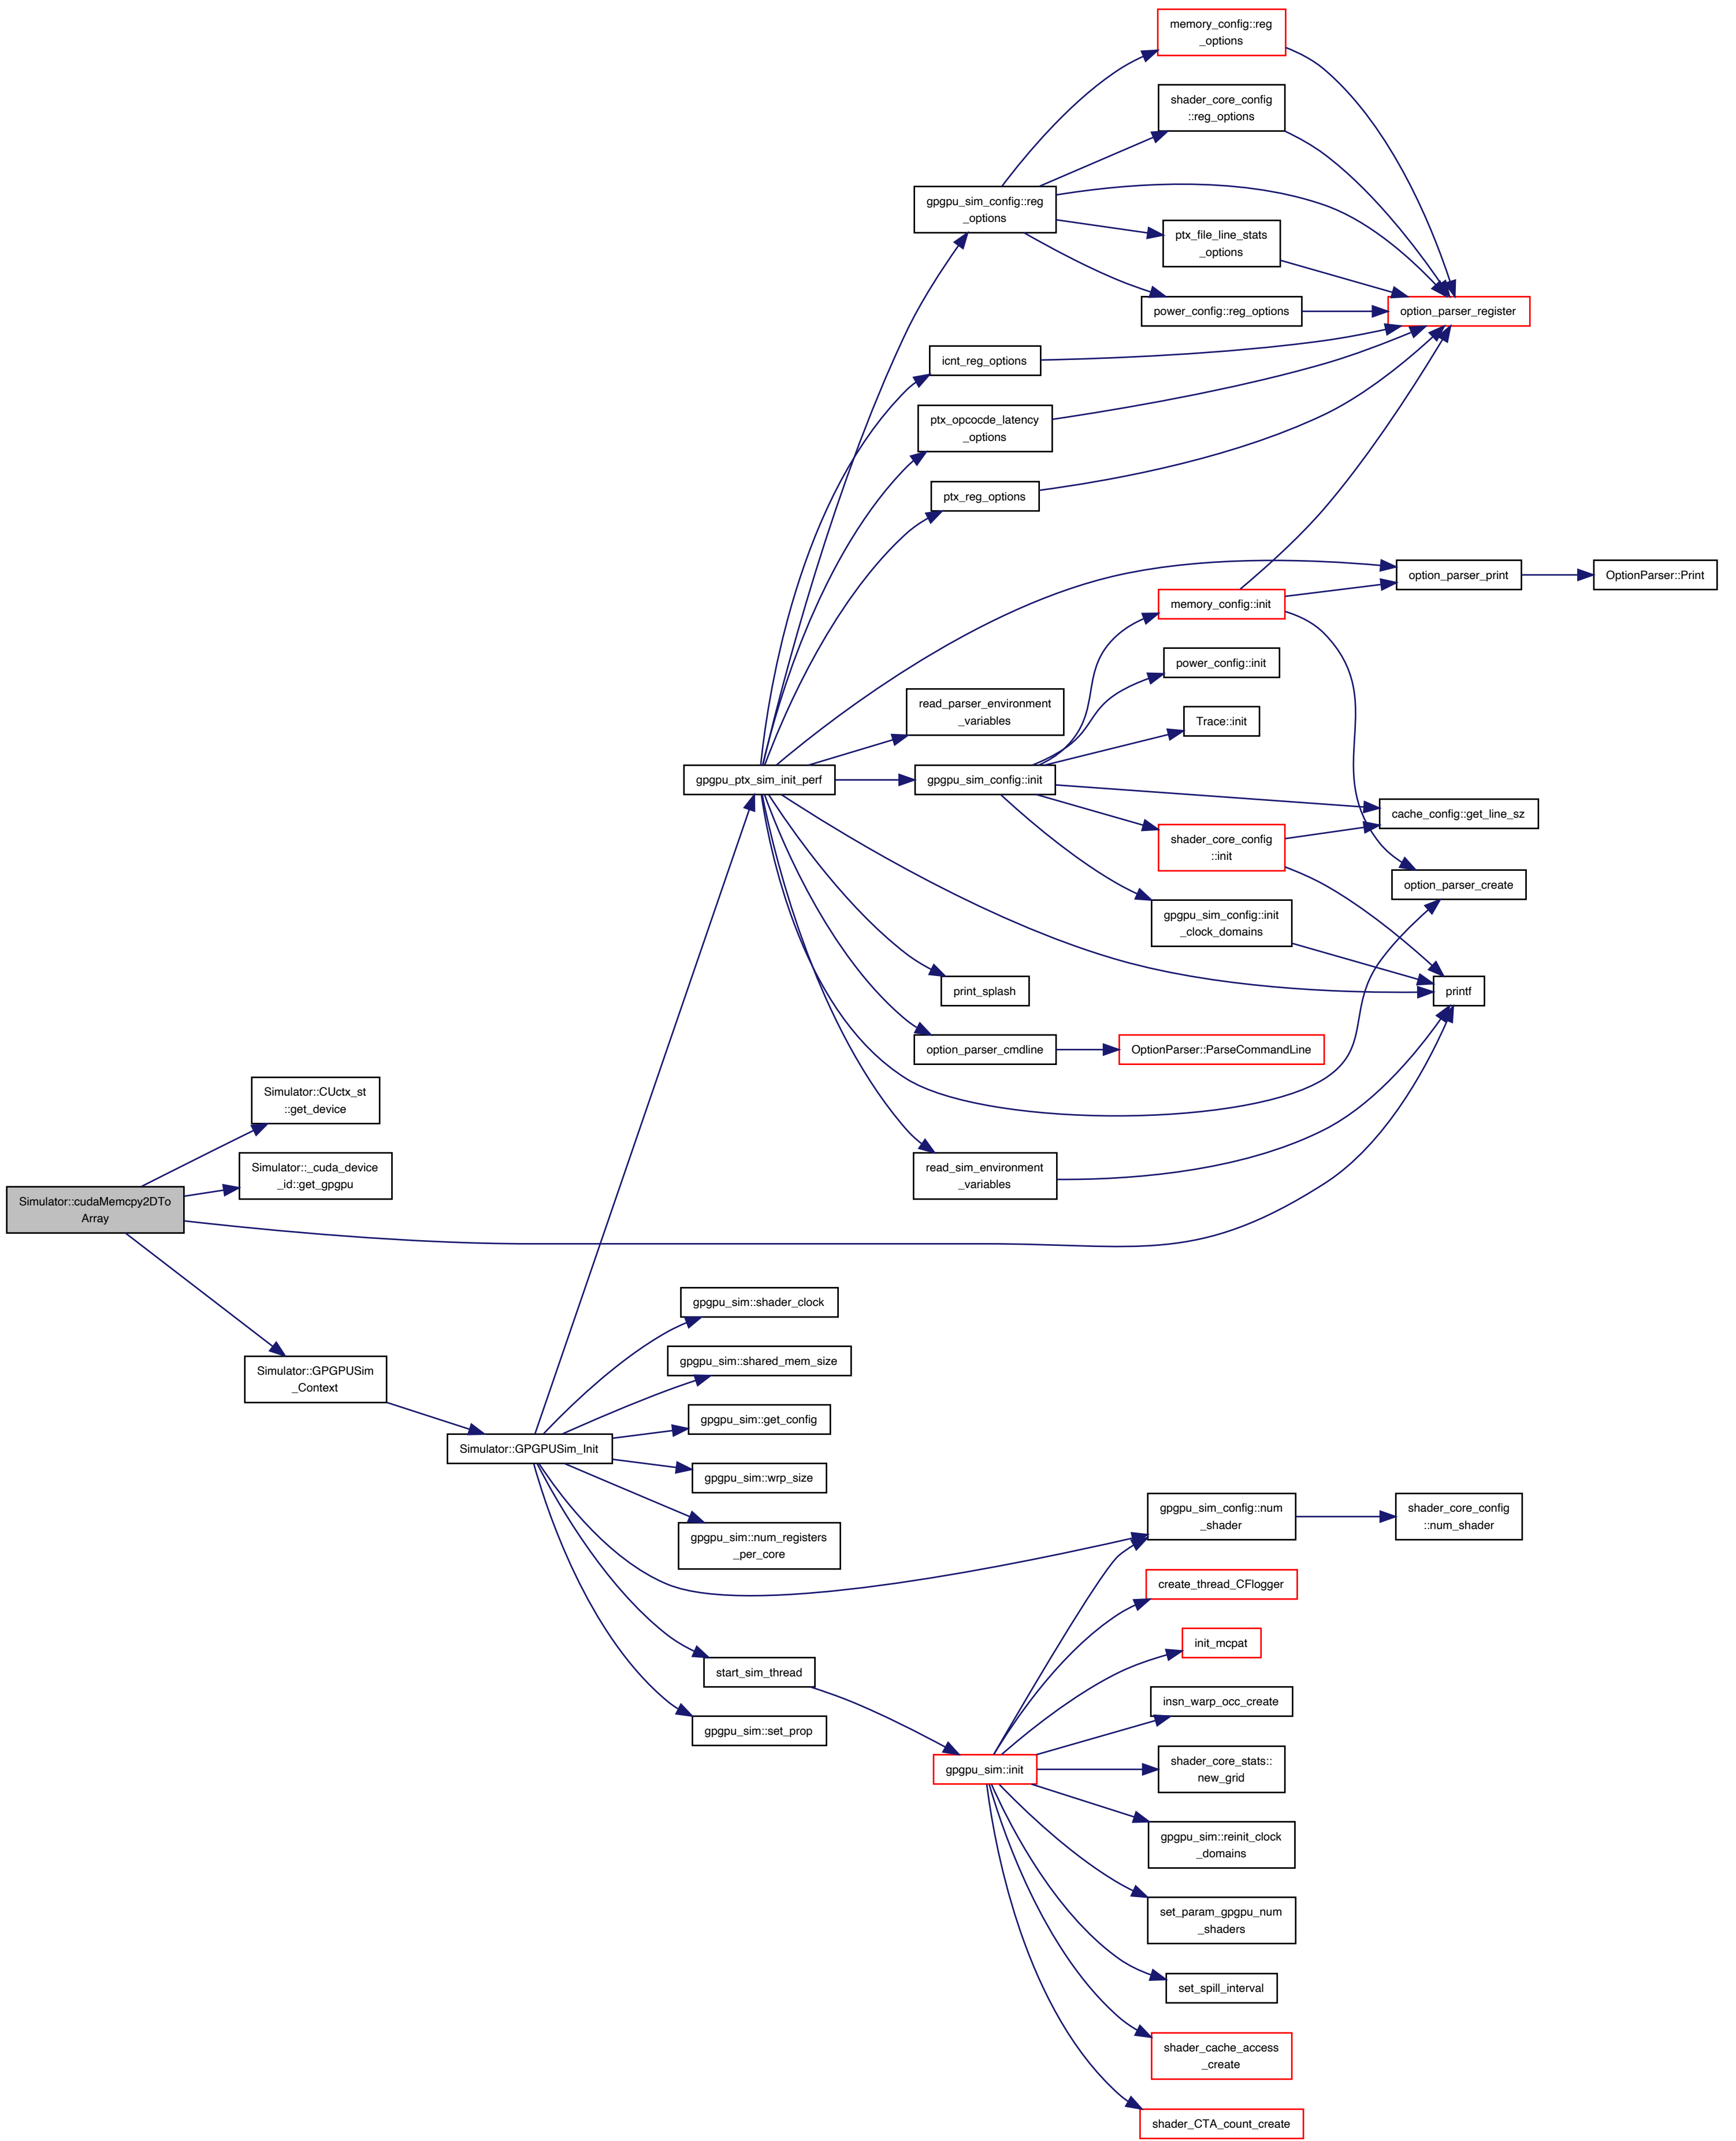 memory_config::reg
_options
shader_core_config
::reg_options
gpgpu_sim_config::reg
_options
ptx_file_line_stats
_options
power_config::reg_options
option_parser_register
icnt_reg_options
ptx_opcocde_latency
_options
ptx_reg_options
option_parser_print
OptionParser::Print
memory_config::init
power_config::init
read_parser_environment
_variables
Trace::init
gpgpu_ptx_sim_init_perf
gpgpu_sim_config::init
cache_config::get_line_sz
shader_core_config
::init
option_parser_create
gpgpu_sim_config::init
_clock_domains
print_splash
printf
option_parser_cmdline
OptionParser::ParseCommandLine
Simulator::CUctx_st
::get_device
Simulator::_cuda_device
_id::get_gpgpu
read_sim_environment
_variables
Simulator::cudaMemcpy2DTo
Array
gpgpu_sim::shader_clock
gpgpu_sim::shared_mem_size
Simulator::GPGPUSim
_Context
gpgpu_sim::get_config
Simulator::GPGPUSim_Init
gpgpu_sim::wrp_size
gpgpu_sim::num_registers
_per_core
gpgpu_sim_config::num
_shader
shader_core_config
::num_shader
create_thread_CFlogger
init_mcpat
start_sim_thread
insn_warp_occ_create
gpgpu_sim::set_prop
gpgpu_sim::init
shader_core_stats::
new_grid
gpgpu_sim::reinit_clock
_domains
set_param_gpgpu_num
_shaders
set_spill_interval
shader_cache_access
_create
shader_CTA_count_create